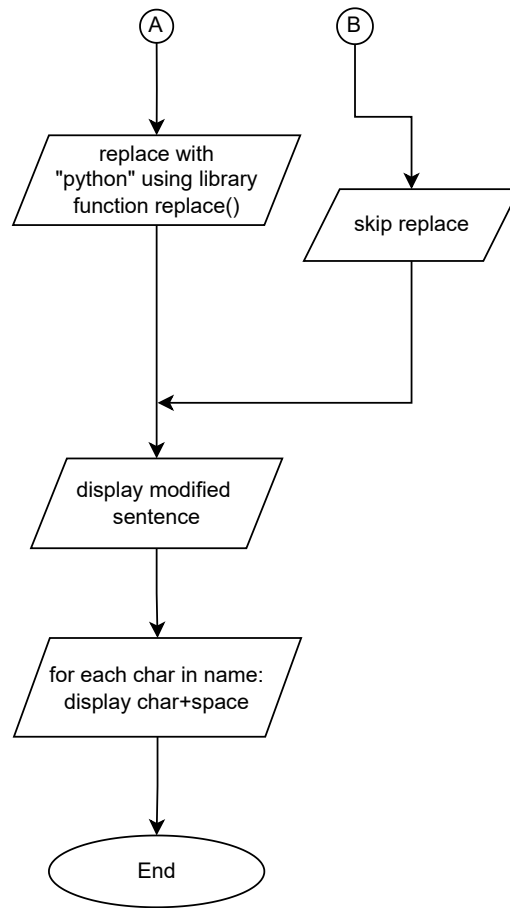 A
B
replace with
"python" using library
function replace()
skip replace
display modified
sentence
for each char in name:
display char+space
End